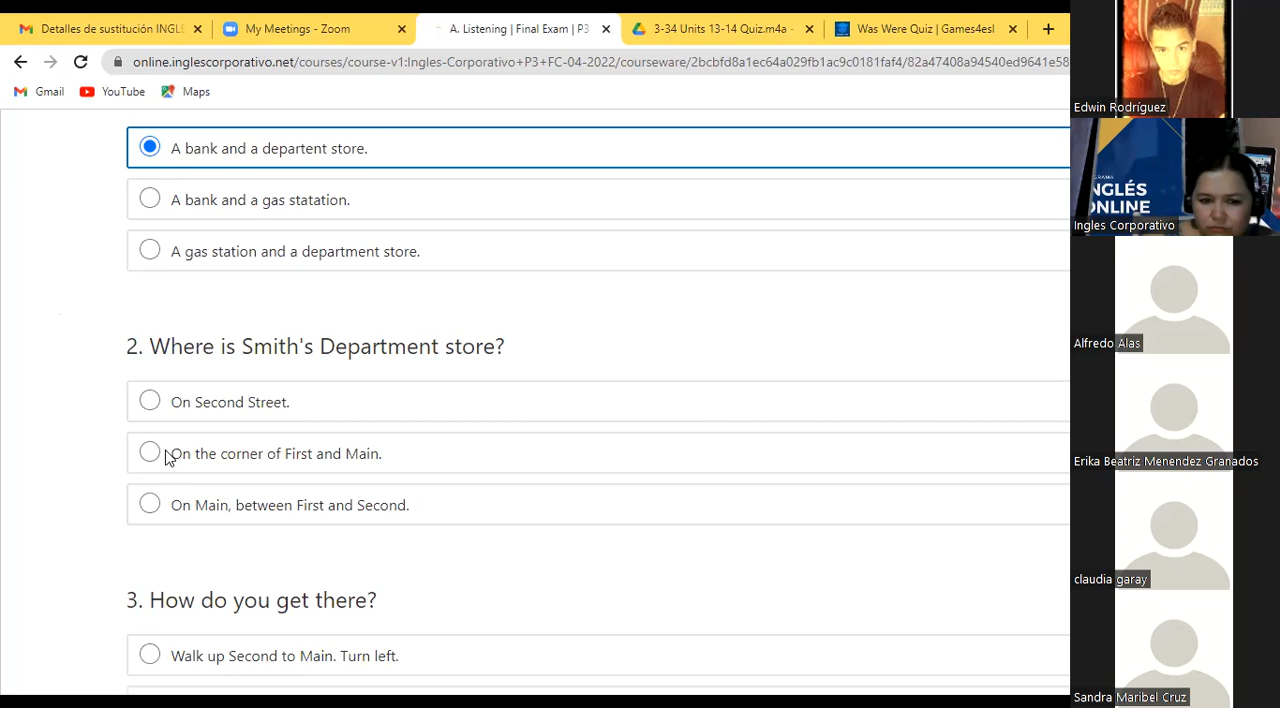 Detalles de sustitución INGLE
My Meetings - Zoom
A. Listening | Final Exam | P3
3-34 Units 13-14 Quiz.m4a -
Was Were Quiz | Games4esl
online.inglescorporativo.net/courses/course-v1:Ingles-Corporativo+P3+FC-04-2022/courseware/2bcbfd8a1ec64a029fb1ac9c0181faf4/82a47408a94540ed9641e58
Gmail
YouTube
Maps
A bank and a departent store.
A bank and a gas statation.
A gas station and a department store.
2. Where is Smith's Department store?
On Second Street.
On the corner of First and Main.
On Main, between First and Second.
3. How do you get there?
Walk up Second to Main. Turn left.
Edwin Rodríguez
INGLÉS
ONLINE
Ingles Corporativo
Alfredo Alas
Erika Beatriz Menendez Granados
claudia garay
Sandra Maribel Cruz